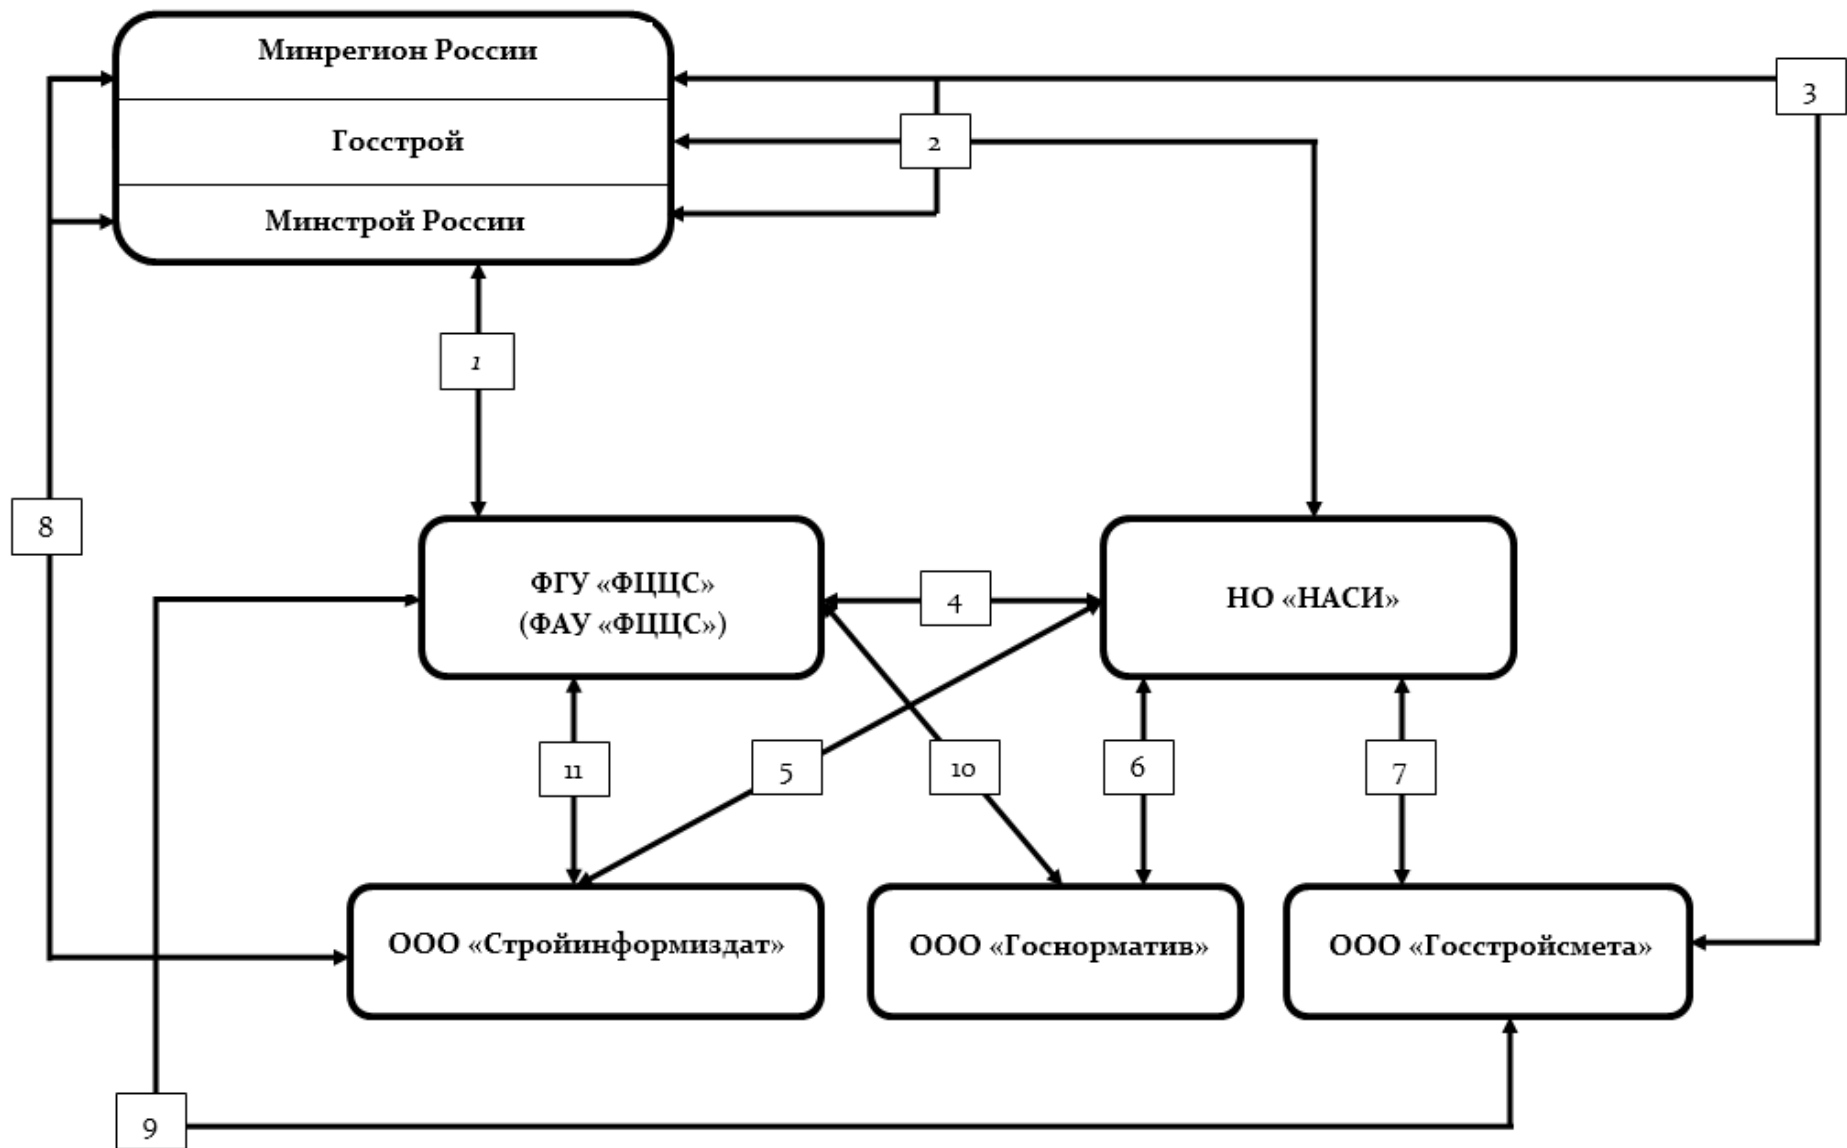 Минрегион России
3
Госстрой
2
Минстрой России
1
8
ФГУ «ФЦЦС»
(ФАУ «ФЦЦС»)
4
НО «НАСИ»
11
5
10
6
7
ООО «Стройинформиздат»
ООО «Госнорматив»
ООО «Госстройсмета»
9